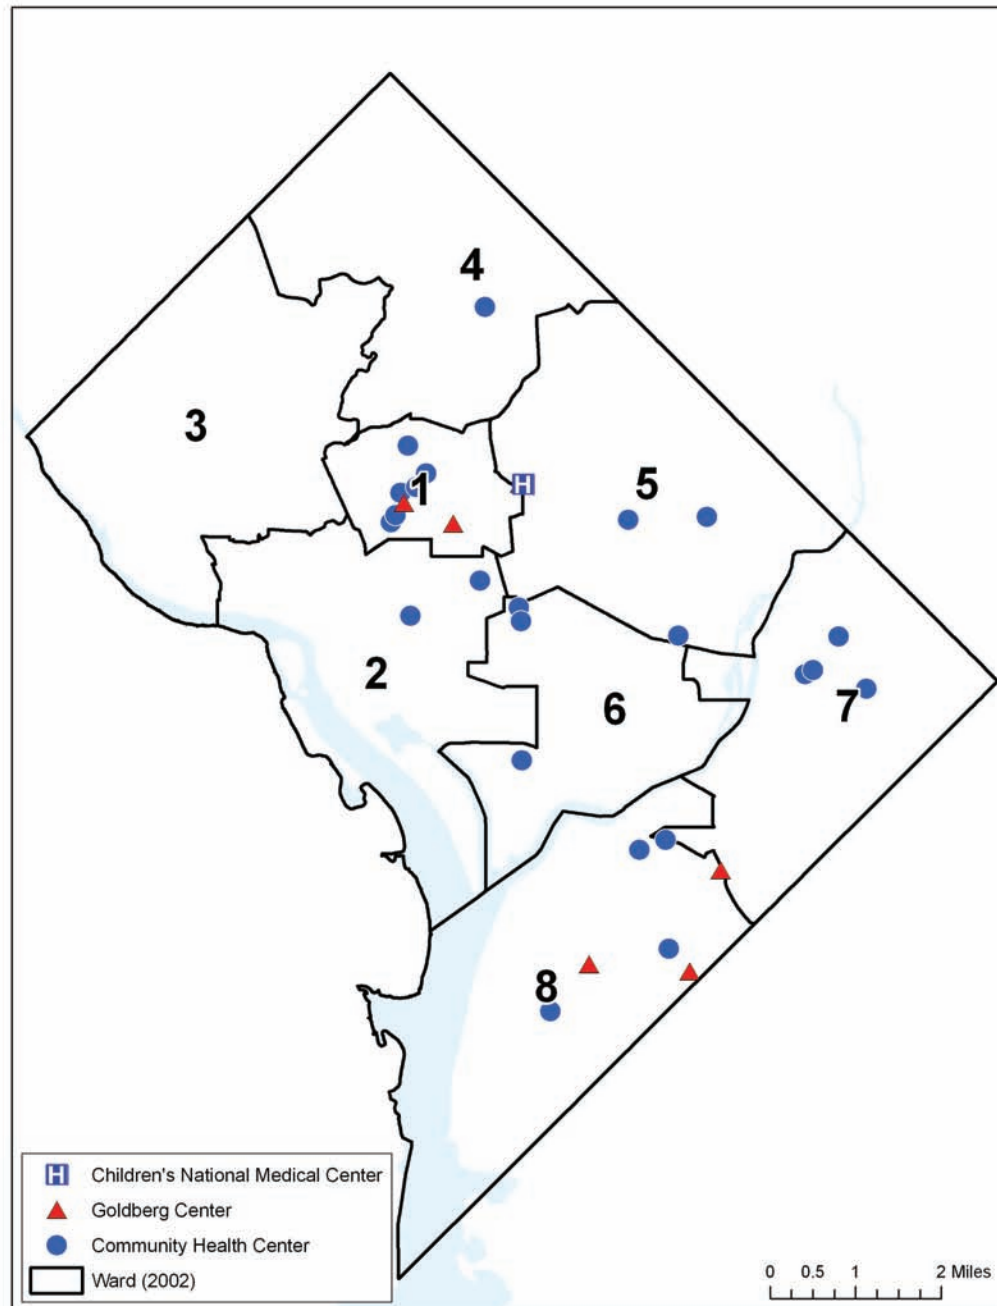 4
3
1
H
5
2
6
7
8
H Children's National Medical Center
Goldberg Center
Community Health Center
Ward (2002)
0 0.5 1 2 Miles